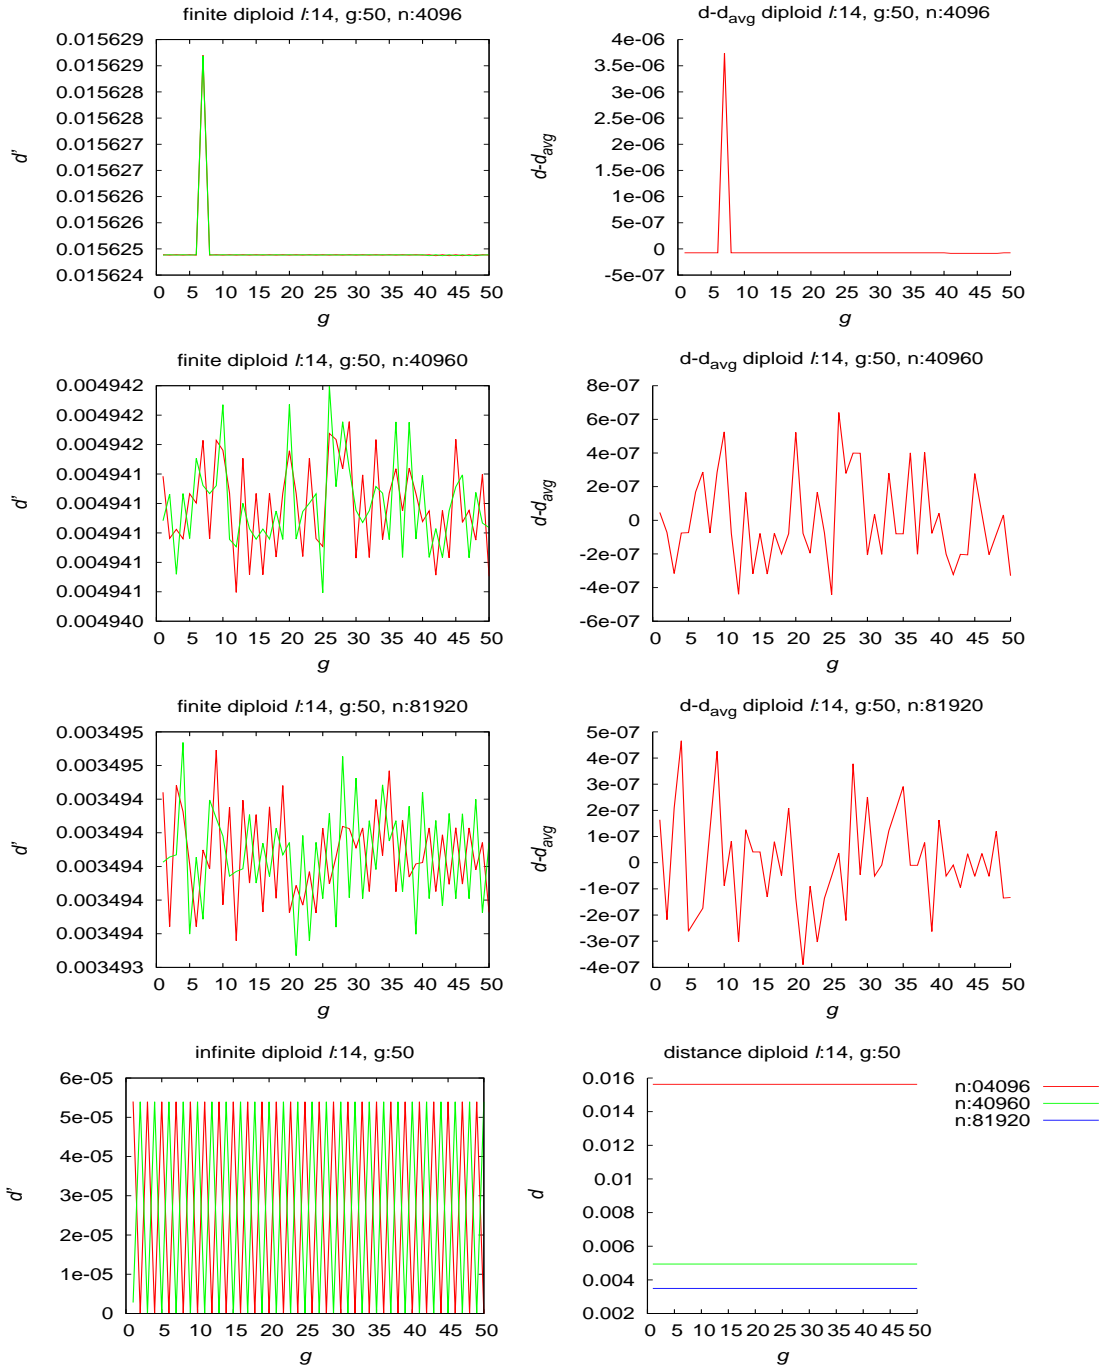 finite diploid l:14, g:50, n:4096
0.015629
0.015629
0.015628
0.015628
0.015627
0.015627
0.015626
0.015626
0.015625
0.015624
d'
0 5 10 15 20 25 30 35 40 45 50
g
d-davg diploid l:14, g:50, n:4096
4e-06
3.5e-06
3e-06
2.5e-06
2e-06
1.5e-06
1e-06
5e-07
0
-5e-07
d-davg
0 5 10 15 20 25 30 35 40 45 50
g
finite diploid l:14, g:50, n:40960
0.004942
0.004942
0.004942
0.004941
0.004941
0.004941
0.004941
0.004941
0.004940
d'
0 5 10 15 20 25 30 35 40 45 50
g
d-davg diploid l:14, g:50, n:40960
8e-07
6e-07
4e-07
2e-07
0
-2e-07
-4e-07
-6e-07
d-davg
0 5 10 15 20 25 30 35 40 45 50
g
finite diploid l:14, g:50, n:81920
0.003495
0.003495
0.003494
0.003494
0.003494
0.003494
0.003494
0.003493
d'
0 5 10 15 20 25 30 35 40 45 50
g
d-davg diploid l:14, g:50, n:81920
5e-07
4e-07
3e-07
2e-07
1e-07
0
-1e-07
-2e-07
-3e-07
-4e-07
d-davg
0 5 10 15 20 25 30 35 40 45 50
g
infinite diploid l:14, g:50
6e-05
5e-05
4e-05
3e-05
2e-05
1e-05
0
d'
0 5 10 15 20 25 30 35 40 45 50
g
distance diploid l:14, g:50
0.016
0.014
0.012
0.010
0.008
0.006
0.004
0.002
d
0 5 10 15 20 25 30 35 40 45 50
g
n:04096
n:40960
n:81920